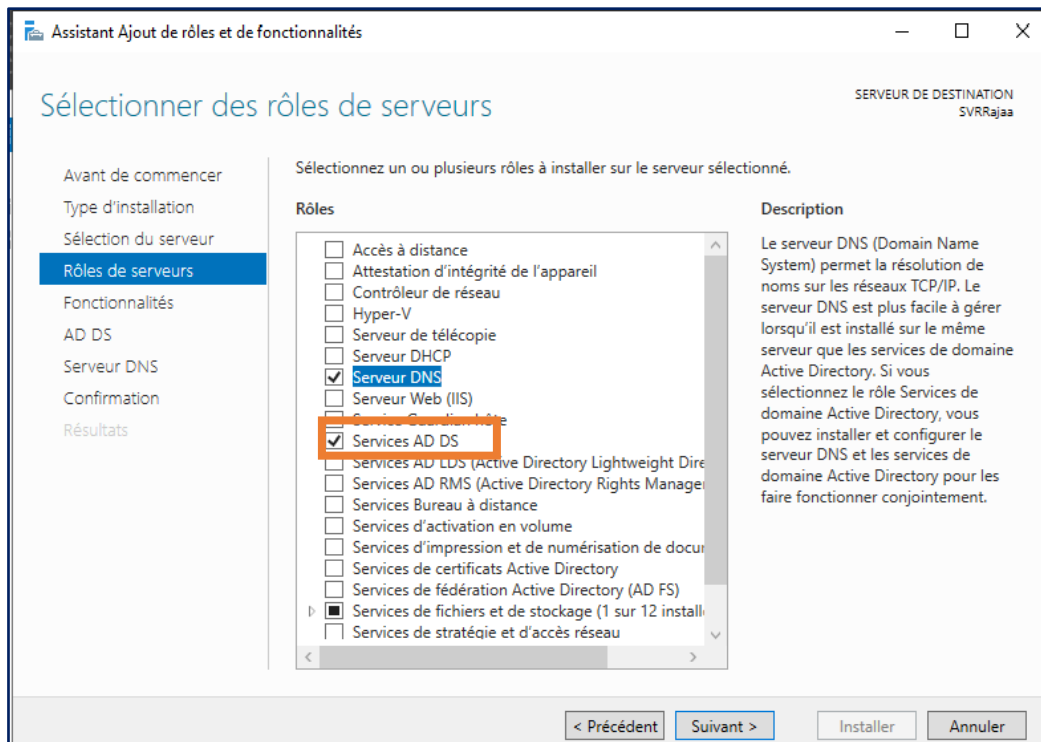 Assistant Ajout de rôles et de fonctionnalités
Sélectionner des rôles de serveurs
SERVEUR DE DESTINATION
SVRRajaa
Avant de commencer
Type d'installation
Sélection du serveur
Rôles de serveurs
Fonctionnalités
AD DS
Serveur DNS
Confirmation
Résultats
Sélectionnez un ou plusieurs rôles à installer sur le serveur sélectionné.
Rôles
Accès à distance
Attestation d'intégrité de l'appareil
Contrôleur de réseau
Hyper-V
Serveur de télécopie
Serveur DHCP
Serveur DNS
Serveur Web (IIS)
Service Guardian hôte
Services AD DS
Services AD LDS (Active Directory Lightweight Dire
Services AD RMS (Active Directory Rights Manager
Services Bureau à distance
Services d'activation en volume
Services d'impression et de numérisation de docu
Services de certificats Active Directory
Services de fédération Active Directory (AD FS)
Services de fichiers et de stockage (1 sur 12 install
Services de stratégie et d'accès réseau
Description
Le serveur DNS (Domain Name
System) permet la résolution de
noms sur les réseaux TCP/IP. Le
serveur DNS est plus facile à gérer
lorsqu'il est installé sur le même
serveur que les services de domaine
Active Directory. Si vous
sélectionnez le rôle Services de
domaine Active Directory, vous
pouvez installer et configurer le
serveur DNS et les services de
domaine Active Directory pour les
faire fonctionner conjointement.
< Précédent
Suivant >
Installer
Annuler